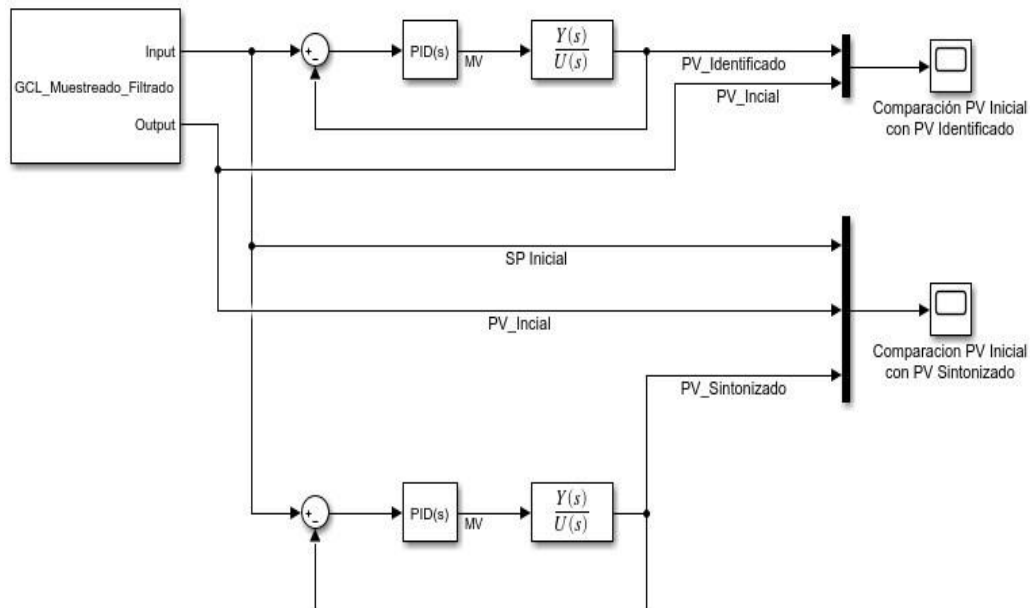 Input
GCL_Muestreado_Filtrado
Output
+
-
PID(s)
MV
Y(s)
U(s)
PV_Identificado
PV_Incial
Comparación PV Inicial
con PV Identificado
SP Inicial
PV_Incial
PV_Sintonizado
Comparacion PV Inicial
con PV Sintonizado
+
-
PID(s)
MV
Y(s)
U(s)